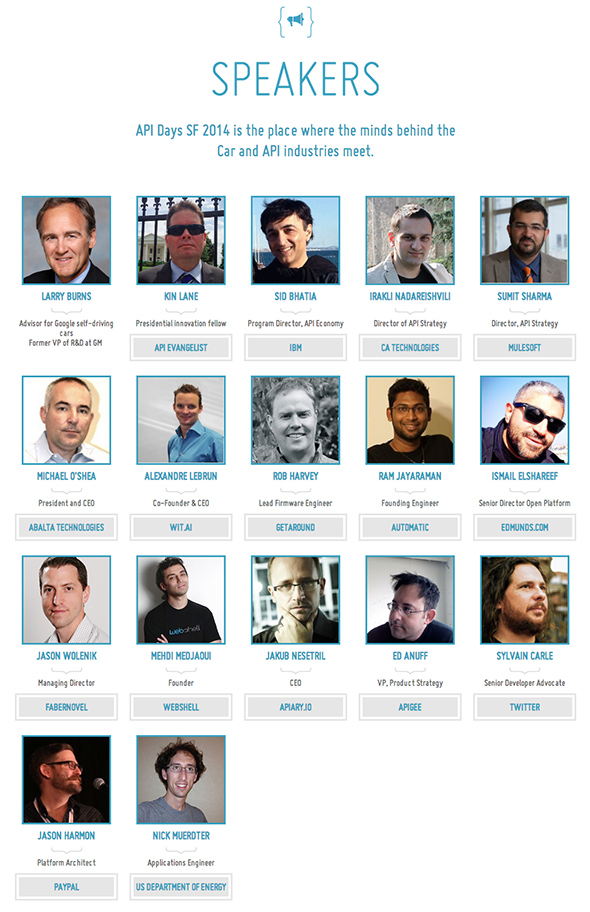 SPEAKERS
API Days SF 2014 is the place where the minds behind the
Car and API industries meet.
LARRY BURNS
Advisor for Google self-driving
cars
Former VP of R&D at GM
KIN LANE
Presidential innovation fellow
API EVANGELIST
SID BHATIA
Program Director, API Economy
IBM
IRAKLI NADAREISHVILI
Director of API Strategy
CA TECHNOLOGIES
SUMIT SHARMA
Director, API Strategy
MULESOFT
MICHAEL O'SHEA
President and CEO
ABALTA TECHNOLOGIES
ALEXANDRE LEBRUN
Co-Founder & CEO
WIT.AI
ROB HARVEY
Lead Firmware Engineer
GETAROUND
RAM JAYARAMAN
Founding Engineer
AUTOMATIC
ISMAIL ELSHAREEF
Senior Director Open Platform
EDMUNDS.COM
JASON WOLENIK
Managing Director
FABERNOVEL
webshell
MEHDI MEDJAOUI
Founder
WEBSHELL
JAKUB NESETRIL
CEO
APIARY.IO
ED ANUFF
VP, Product Strategy
APIGEE
SYLVAIN CARLE
Senior Developer Advocate
TWITTER
JASON HARMON
Platform Architect
PAYPAL
NICK MUERDTER
Applications Engineer
US DEPARTMENT OF ENERGY